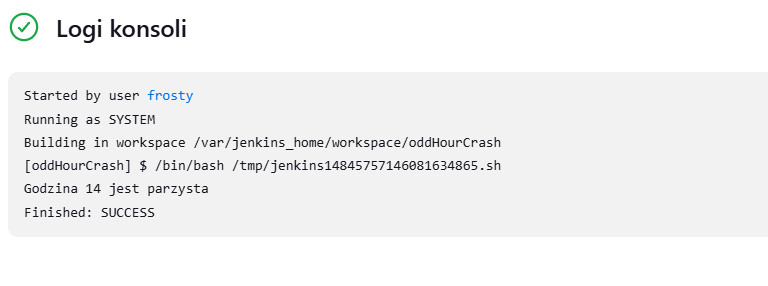 Logi konsoli
Started by user frosty
Running as SYSTEM
Building in workspace /var/jenkins_home/workspace/oddHourCrash
[oddHourCrash] $ /bin/bash /tmp/jenkins14845757146081634865.sh
Godzina 14 jest parzysta
Finished: SUCCESS